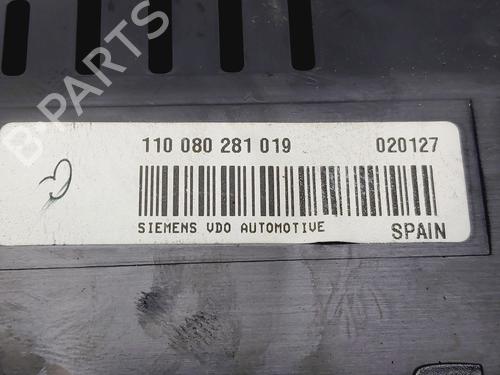 B-PARTS
110 080 281 019 020127
SIEMENS VDO AUTOMOTIVE SPAIN